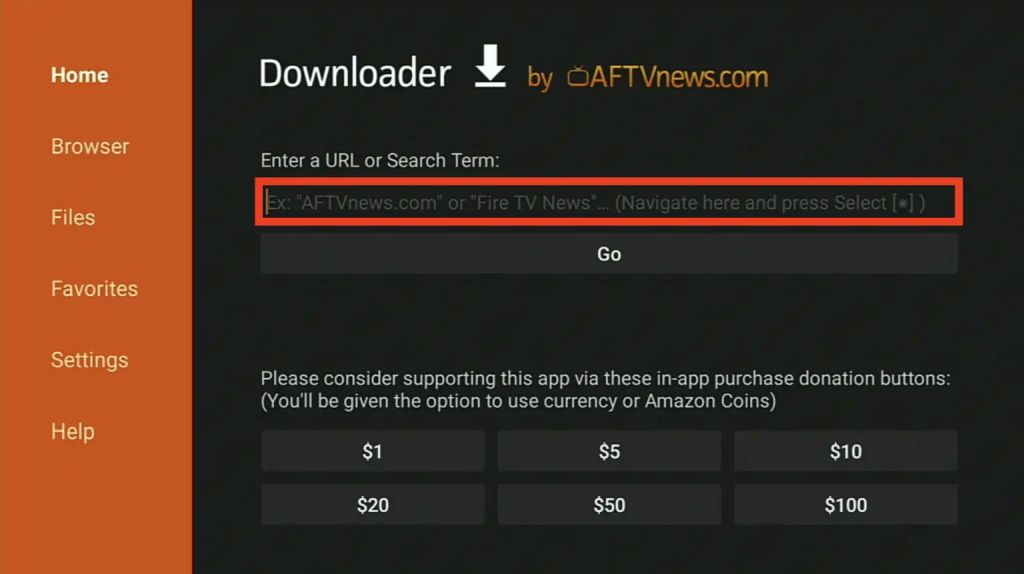 Home
Browser
Files
Favorites
Settings
Help
Downloader by AFTVnews.com
Enter a URL or Search Term:
Ex: "AFTVnews.com" or "Fire TV News"... (Navigate here and press Select [◉] )
Go
Please consider supporting this app via these in-app purchase donation buttons:
(You'll be given the option to use currency or Amazon Coins)
$1 $5 $10
$20 $50 $100